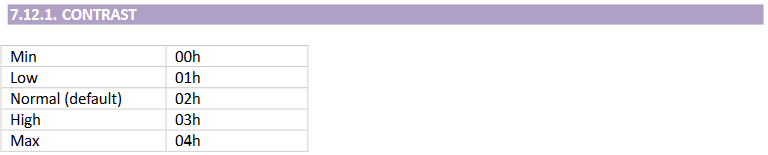 7.12.1. CONTRAST
Min 00h
Low 01h
Normal (default) 02h
High 03h
Max 04h